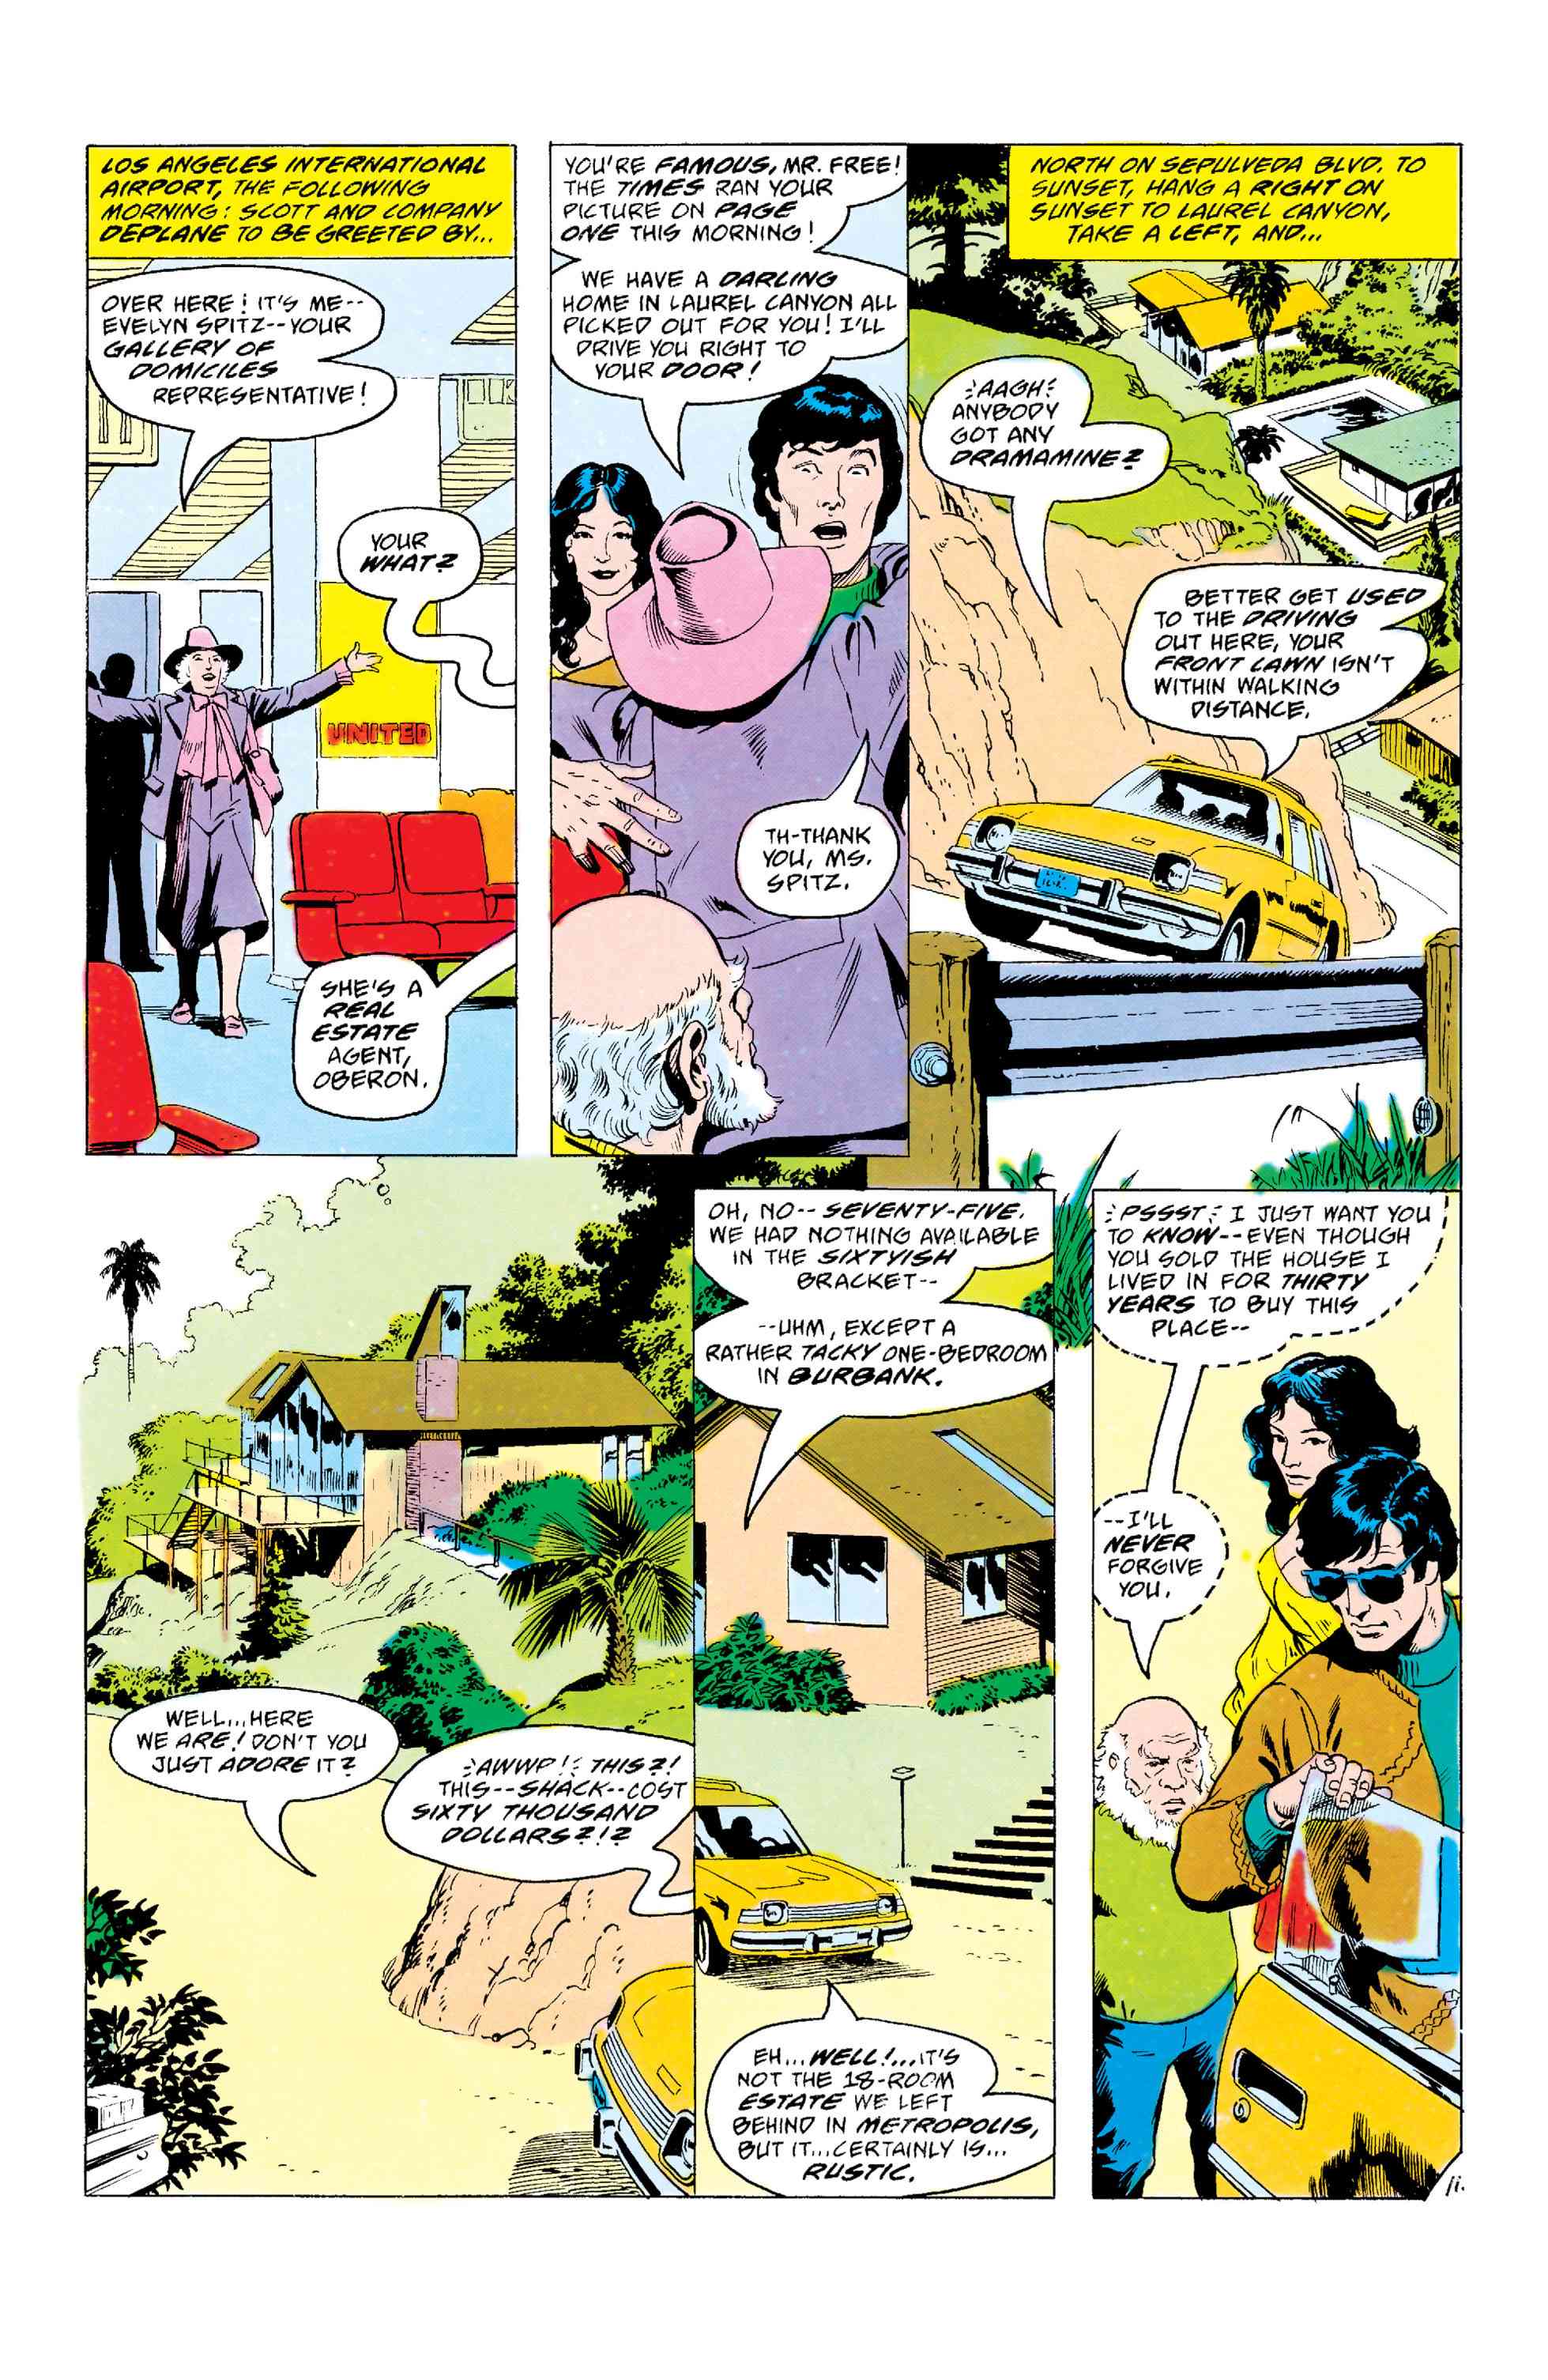 LOS ANGELES INTERNATIONAL
AIRPORT, THE FOLLOWING
MORNING: SCOTT AND COMPANY
DEPLANE TO BE GREETED BY...
OVER HERE! IT'S ME--
EVELYN SPITZ--YOUR
GALLERY OF
DOMICILES
REPRESENTATIVE!
YOUR
WHAT?
UNITED
SHE'S A
REAL
ESTATE
AGENT,
OBERON.
YOU'RE FAMOUS, MR. FREE!
THE TIMES RAN YOUR
PICTURE ON PAGE
ONE THIS MORNING!
WE HAVE A DARLING
HOME IN LAUREL CANYON ALL
PICKED OUT FOR YOU! I'LL
DRIVE YOU RIGHT TO
YOUR DOOR!
TH-THANK
YOU, MS.
SPITZ.
NORTH ON SEPULVEDA BLVD. TO
SUNSET, HANG A RIGHT ON
SUNSET TO LAUREL CANYON,
TAKE A LEFT, AND...
AAGH
ANYBODY
GOT ANY
DRAMAMINE?
BETTER GET USED
TO THE DRIVING
OUT HERE, YOUR
FRONT LAWN ISN'T
WITHIN WALKING
DISTANCE.
WELL...HERE
WE ARE! DON'T YOU
JUST ADORE IT?
AWWP! THIS?!
THIS--SHACK--COST
SIXTY THOUSAND
DOLLARS?!?
OH, NO-- SEVENTY-FIVE.
WE HAD NOTHING AVAILABLE
IN THE SIXTYISH
BRACKET--
--UHM, EXCEPT A
RATHER TACKY ONE-BEDROOM
IN BURBANK.
EH...WELL!...IT'S
NOT THE 18-ROOM
ESTATE WE LEFT
BEHIND IN METROPOLIS,
BUT IT...CERTAINLY IS...
RUSTIC.
PSSST I JUST WANT YOU
TO KNOW--EVEN THOUGH
YOU SOLD THE HOUSE I
LIVED IN FOR THIRTY
YEARS TO BUY THIS
PLACE--
--I'LL
NEVER
FORGIVE
YOU.
11.